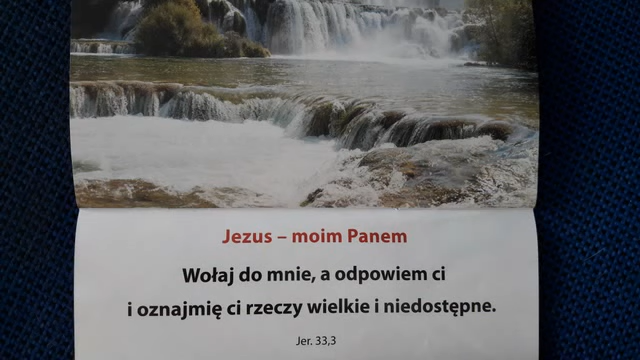 Jezus – moim Panem
Wołaj do mnie, a odpowiem ci
i oznajmię ci rzeczy wielkie i niedostępne.
Jer. 33,3